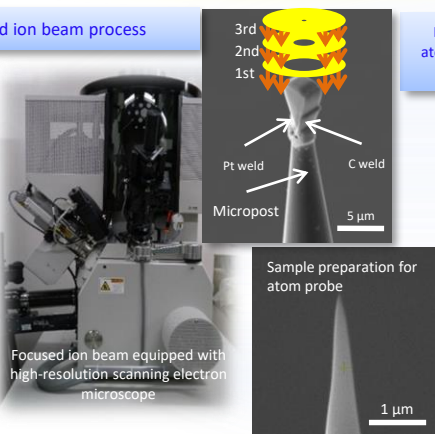 d ion beam process
3rd
2nd
1st
Pt weld
C weld
Micropost
5 µm
Focused ion beam equipped with
high-resolution scanning electron
microscope
Sample preparation for
atom probe
1 µm